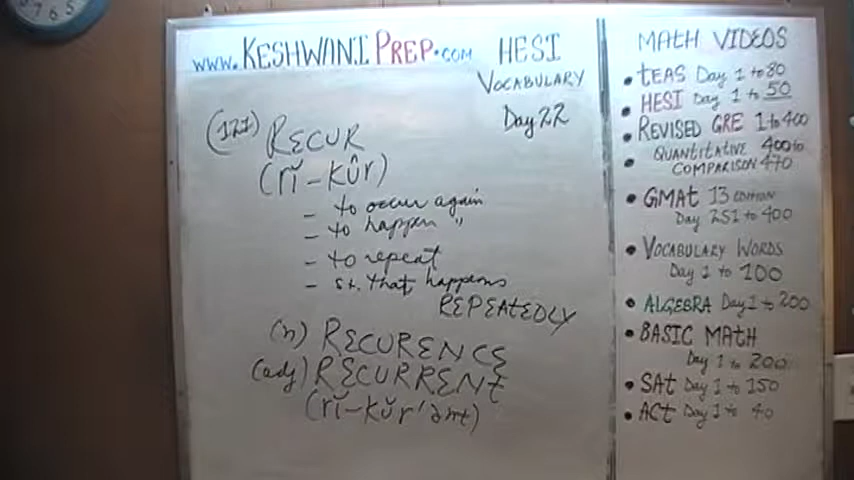 www.KESHWANIPREP.com HESI
VOCABULARY
Day 22
(121) RECUR
(rĭ-kûr)
- to occur again
- to happen "
- to repeat
- st. that happens
REPEATEDLY
(n) RECURENCE
(adj) RECURRENT
(rĭ-kŭr'ənt)
MATH VIDEOS
• TEAS Day 1 to 80
• HESI Day 1 to 50
• REVISED GRE 1 to 400
• QUANTITATIVE 400 to
COMPARISON 470
• GMAT 13 EDITION
Day 251 to 400
• VOCABULARY WORDS
Day 1 to 100
• ALGEBRA Day 1 to 200
• BASIC MATH
Day 1 to 200
• SAT Day 1 to 150
• ACT Day 1 to 40
7 6 5